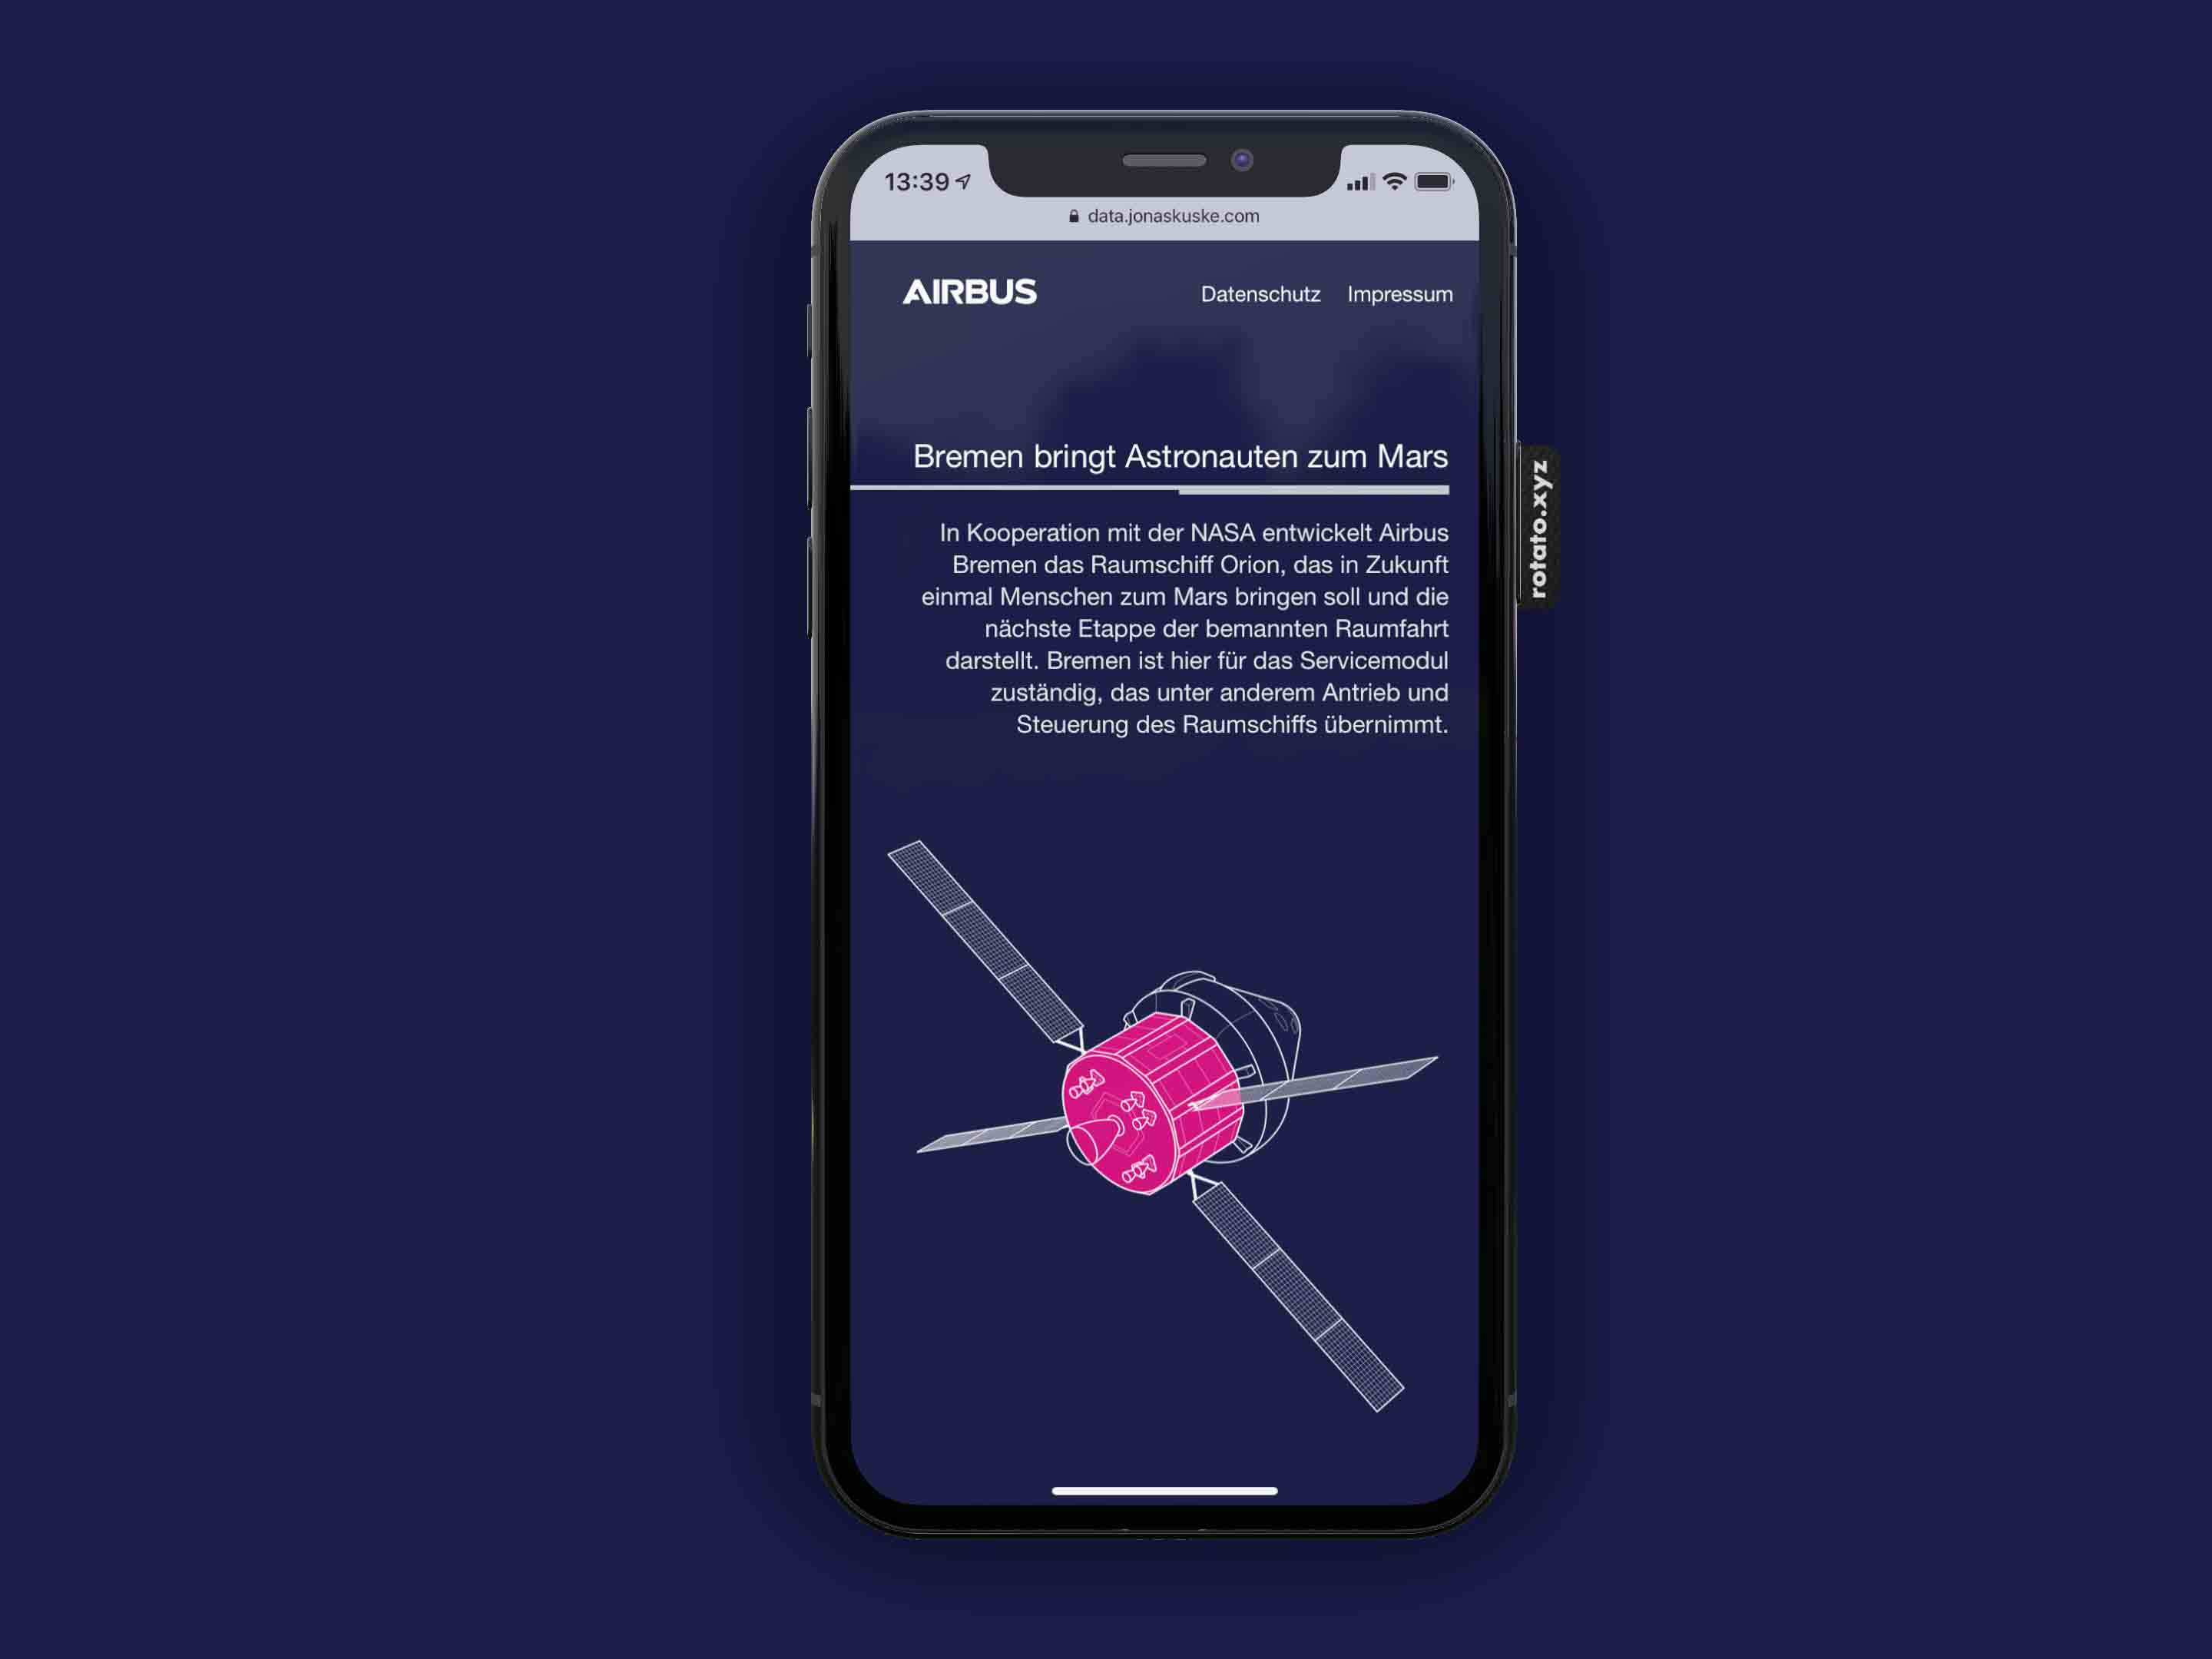 13:39
data.jonaskuske.com
AIRBUS
Datenschutz Impressum
Bremen bringt Astronauten zum Mars
In Kooperation mit der NASA entwickelt Airbus
Bremen das Raumschiff Orion, das in Zukunft
einmal Menschen zum Mars bringen soll und die
nächste Etappe der bemannten Raumfahrt
darstellt. Bremen ist hier für das Servicemodul
zuständig, das unter anderem Antrieb und
Steuerung des Raumschiffs übernimmt.
rotato.xyz